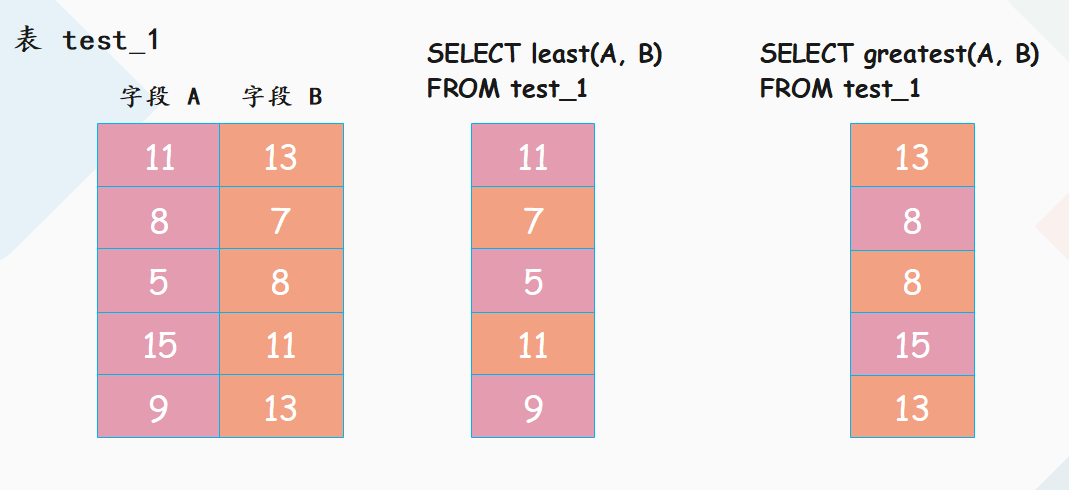 表 test_1
字段 A 字段 B
11 13
8 7
5 8
15 11
9 13
SELECT least(A, B)
FROM test_1
11
7
5
11
9
SELECT greatest(A, B)
FROM test_1
13
8
8
15
13